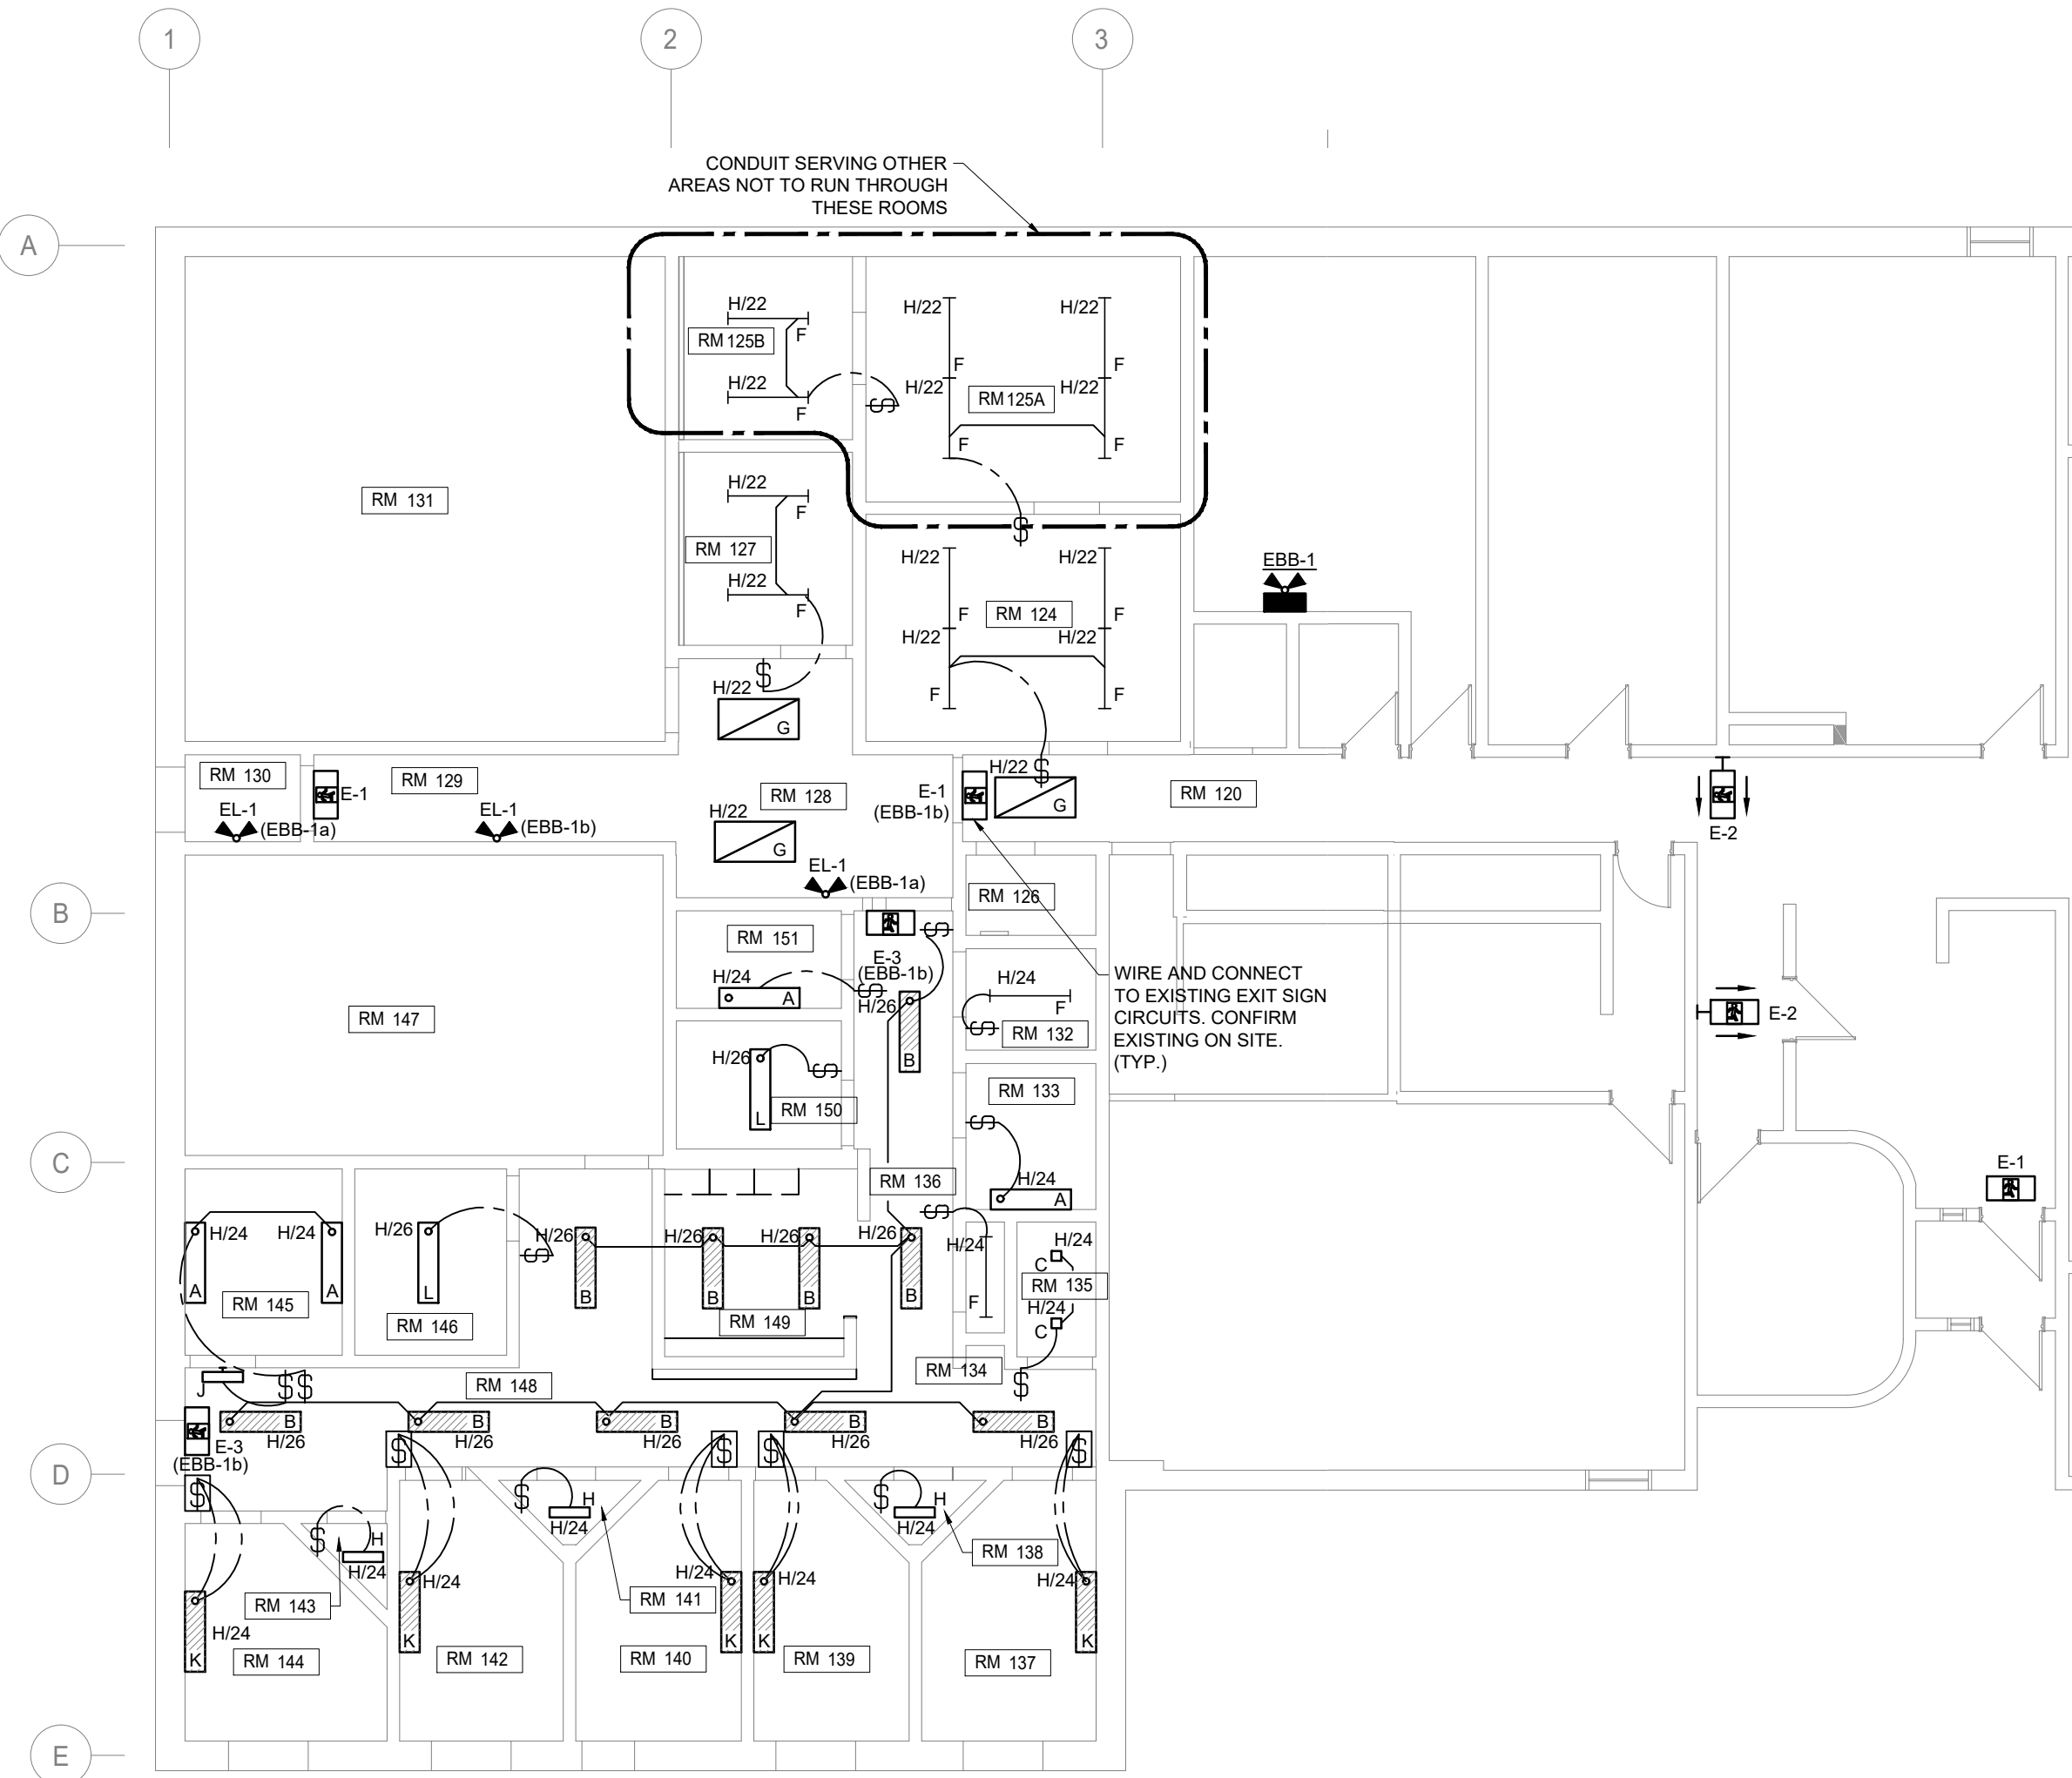 1
2
3
CONDUIT SERVING OTHER
AREAS NOT TO RUN THROUGH
THESE ROOMS
A
H/22
F
RM 125B
H/22
F
H/22
H/22
F
F
H/22
RM 125A
H/22
F
F
RM 131
H/22
F
RM 127
H/22
F
H/22
H/22
EBB-1
F
RM 124
F
H/22
H/22
F
F
H/22
G
RM 130
E-1
RM 129
EL-1
(EBB-1a)
EL-1
(EBB-1b)
RM 128
H/22
G
E-1
(EBB-1b)
H/22
G
RM 120
E-2
EL-1
(EBB-1a)
B
RM 126
RM 151
E-3
(EBB-1b)
H/24
A
H/26
B
H/24
F
RM 132
WIRE AND CONNECT
TO EXISTING EXIT SIGN
CIRCUITS. CONFIRM
EXISTING ON SITE.
(TYP.)
E-2
RM 147
H/26
L
RM 150
RM 133
C
RM 136
H/24
A
E-1
H/24
H/24
A
A
RM 145
H/26
L
RM 146
H/26
B
H/26
B
H/26
B
H/26
B
RM 149
H/24
F
H/24
C
RM 135
H/24
C
J
RM 148
RM 134
B
H/26
B
H/26
B
H/26
B
H/26
B
H/26
E-3
(EBB-1b)
D
H
H/24
H
H/24
H
H/24
RM 138
H/24
H/24
H/24
H/24
RM 143
RM 141
H/24
K
RM 144
K
RM 142
RM 140
K
K
RM 139
RM 137
K
E